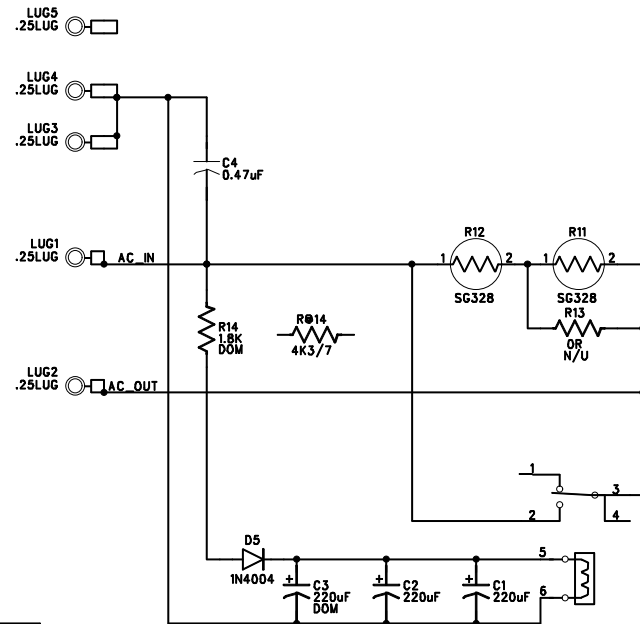 LUG5
.25LUG
LUG4
.25LUG
LUG3
.25LUG
C4
0.47uF
LUG1
.25LUG
AC_IN
R12
1
2
SG328
R11
1
2
SG328
R13
0R
N/U
R14
1.8K
DOM
R@14
4K3/7
LUG2
.25LUG
AC_OUT
1
2
3
4
D5
1N4004
C3
220uF
DOM
C2
220uF
C1
220uF
5
6
+
+
+